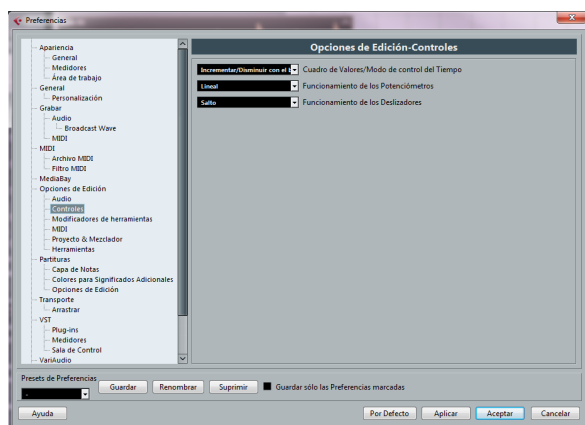 Preferencias
Apariencia
General
Medidores
Área de trabajo
General
Personalización
Grabar
Audio
Broadcast Wave
MIDI
MIDI
Archivo MIDI
Filtro MIDI
MediaBay
Opciones de Edición
Audio
Controles
Modificadores de herramientas
MIDI
Proyecto & Mezclador
Herramientas
Partituras
Capa de Notas
Colores para Significados Adicionales
Opciones de Edición
Transporte
Arrastrar
VST
Plug-ins
Medidores
Sala de Control
VariAudio
Opciones de Edición-Controles
Incrementar/Disminuir con el Cuadro de Valores/Modo de control del Tiempo
Lineal Funcionamiento de los Potenciómetros
Salto Funcionamiento de los Deslizadores
Presets de Preferencias
- Guardar Renombrar Suprimir Guardar sólo las Preferencias marcadas
Ayuda Por Defecto Aplicar Aceptar Cancelar